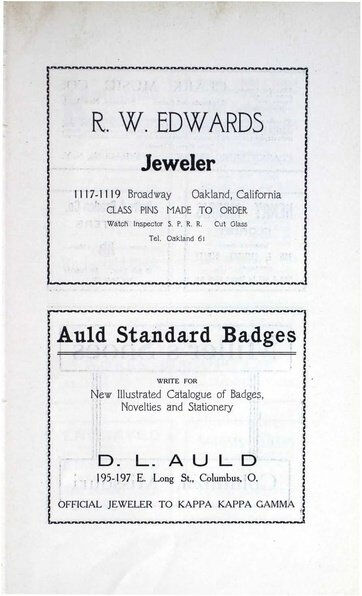 R. W. EDWARDS
Jeweler
1117-1119 Broadway Oakland, California
CLASS PINS MADE TO ORDER
Watch Inspector S. P. R. R. Cut Glass
Tel. Oakland 61
Auld Standard Badges
WRITE FOR
New Illustrated Catalogue of Badges,
Novelties and Stationery
D. L. AULD
195-197 E. Long St., Columbus, O.
OFFICIAL JEWELER TO KAPPA KAPPA GAMMA